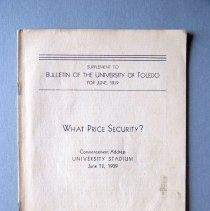 SUPPLEMENT TO
BULLETIN OF THE UNIVERSITY OF TOLEDO
FOR JUNE, 1939
WHAT PRICE SECURITY?
Commencement Address
UNIVERSITY STADIUM
June 12, 1939